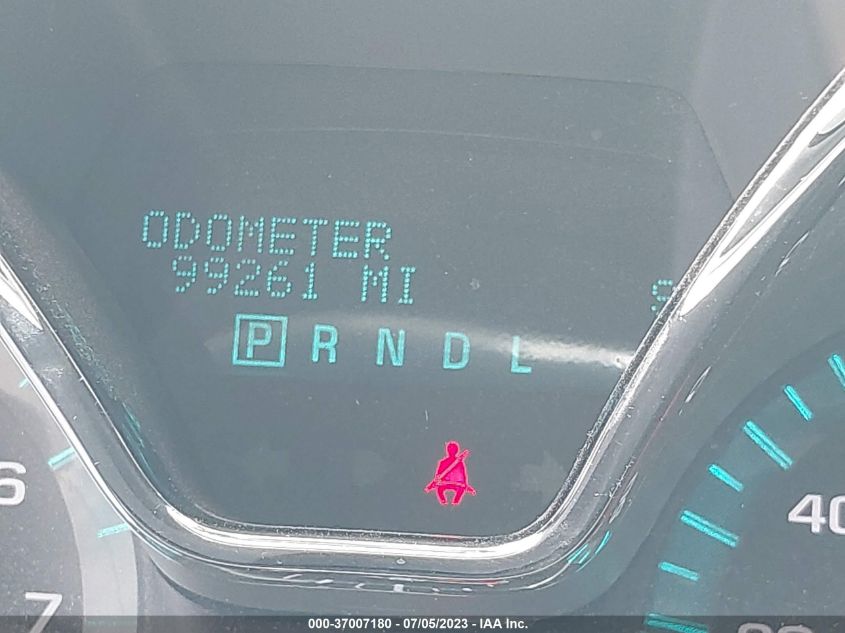 ODOMETER
99261 MI
P R N D L
6
7
40
000-37007180 - 07/05/2023 - IAA Inc.